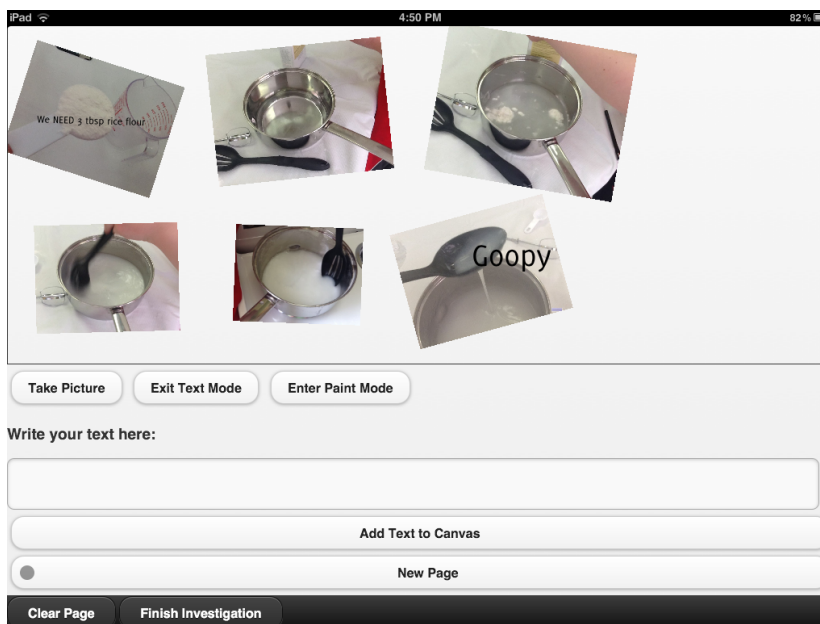 iPad 4:50 PM 82%
We NEED 3 tbsp rice flour
Goopy
Take Picture Exit Text Mode Enter Paint Mode
Write your text here:
Add Text to Canvas
New Page
Clear Page Finish Investigation